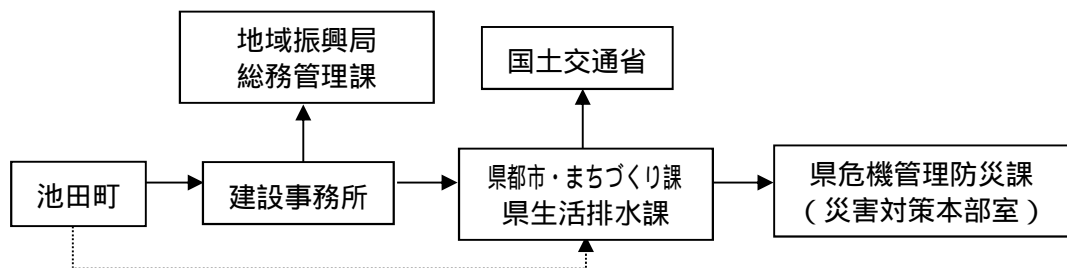 地域振興局
総務管理課
国土交通省
池田町
建設事務所
県都市・まちづくり課
県生活排水課
県危機管理防災課
（災害対策本部室）